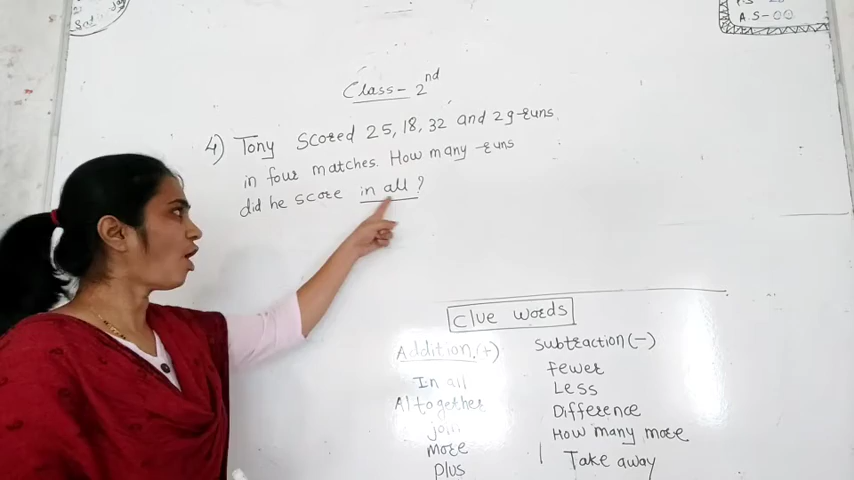 Class - 2nd
4) Tony scored 25, 18, 32 and 29 runs
in four matches. How many runs
did he score in all ?
Clue words
Addition (+)
In all
Altogether
join
More
Plus
Subtraction (-)
Fewer
Less
Difference
How many more
Take away
A.S-00